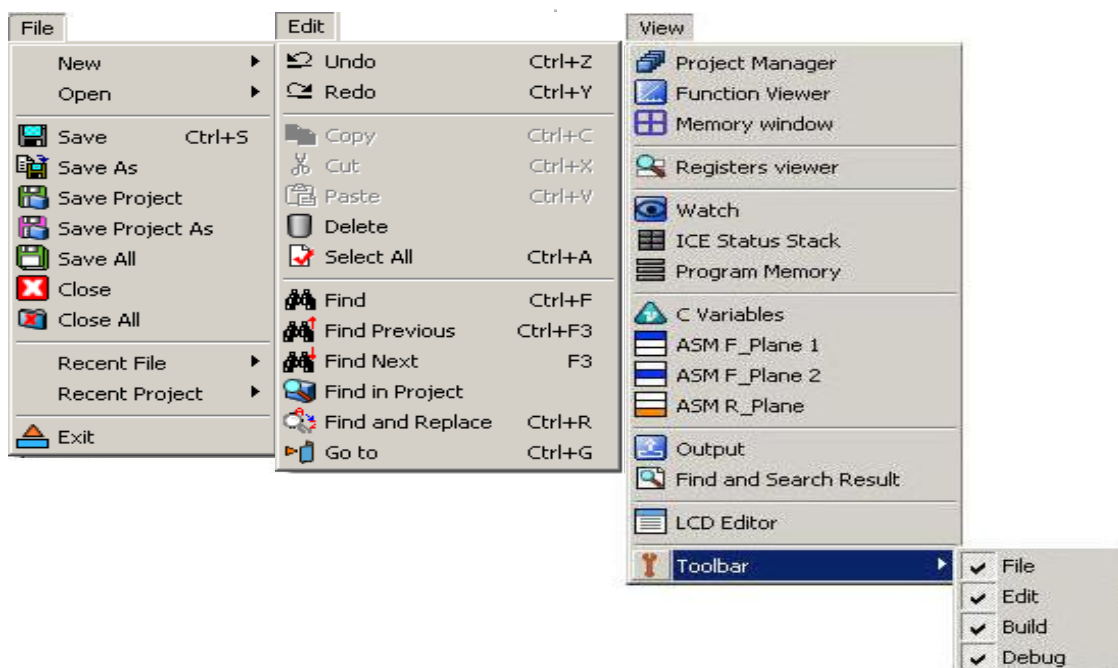 File
New
Open
Save Ctrl+S
Save As
Save Project
Save Project As
Save All
Close
Close All
Recent File
Recent Project
Exit
Edit
Undo Ctrl+Z
Redo Ctrl+Y
Copy Ctrl+C
Cut Ctrl+X
Paste Ctrl+V
Delete
Select All Ctrl+A
Find Ctrl+F
Find Previous Ctrl+F3
Find Next F3
Find in Project
Find and Replace Ctrl+R
Go to Ctrl+G
View
Project Manager
Function Viewer
Memory window
Registers viewer
Watch
ICE Status Stack
Program Memory
C Variables
ASM F_Plane 1
ASM F_Plane 2
ASM R_Plane
Output
Find and Search Result
LCD Editor
Toolbar
File
Edit
Build
Debug